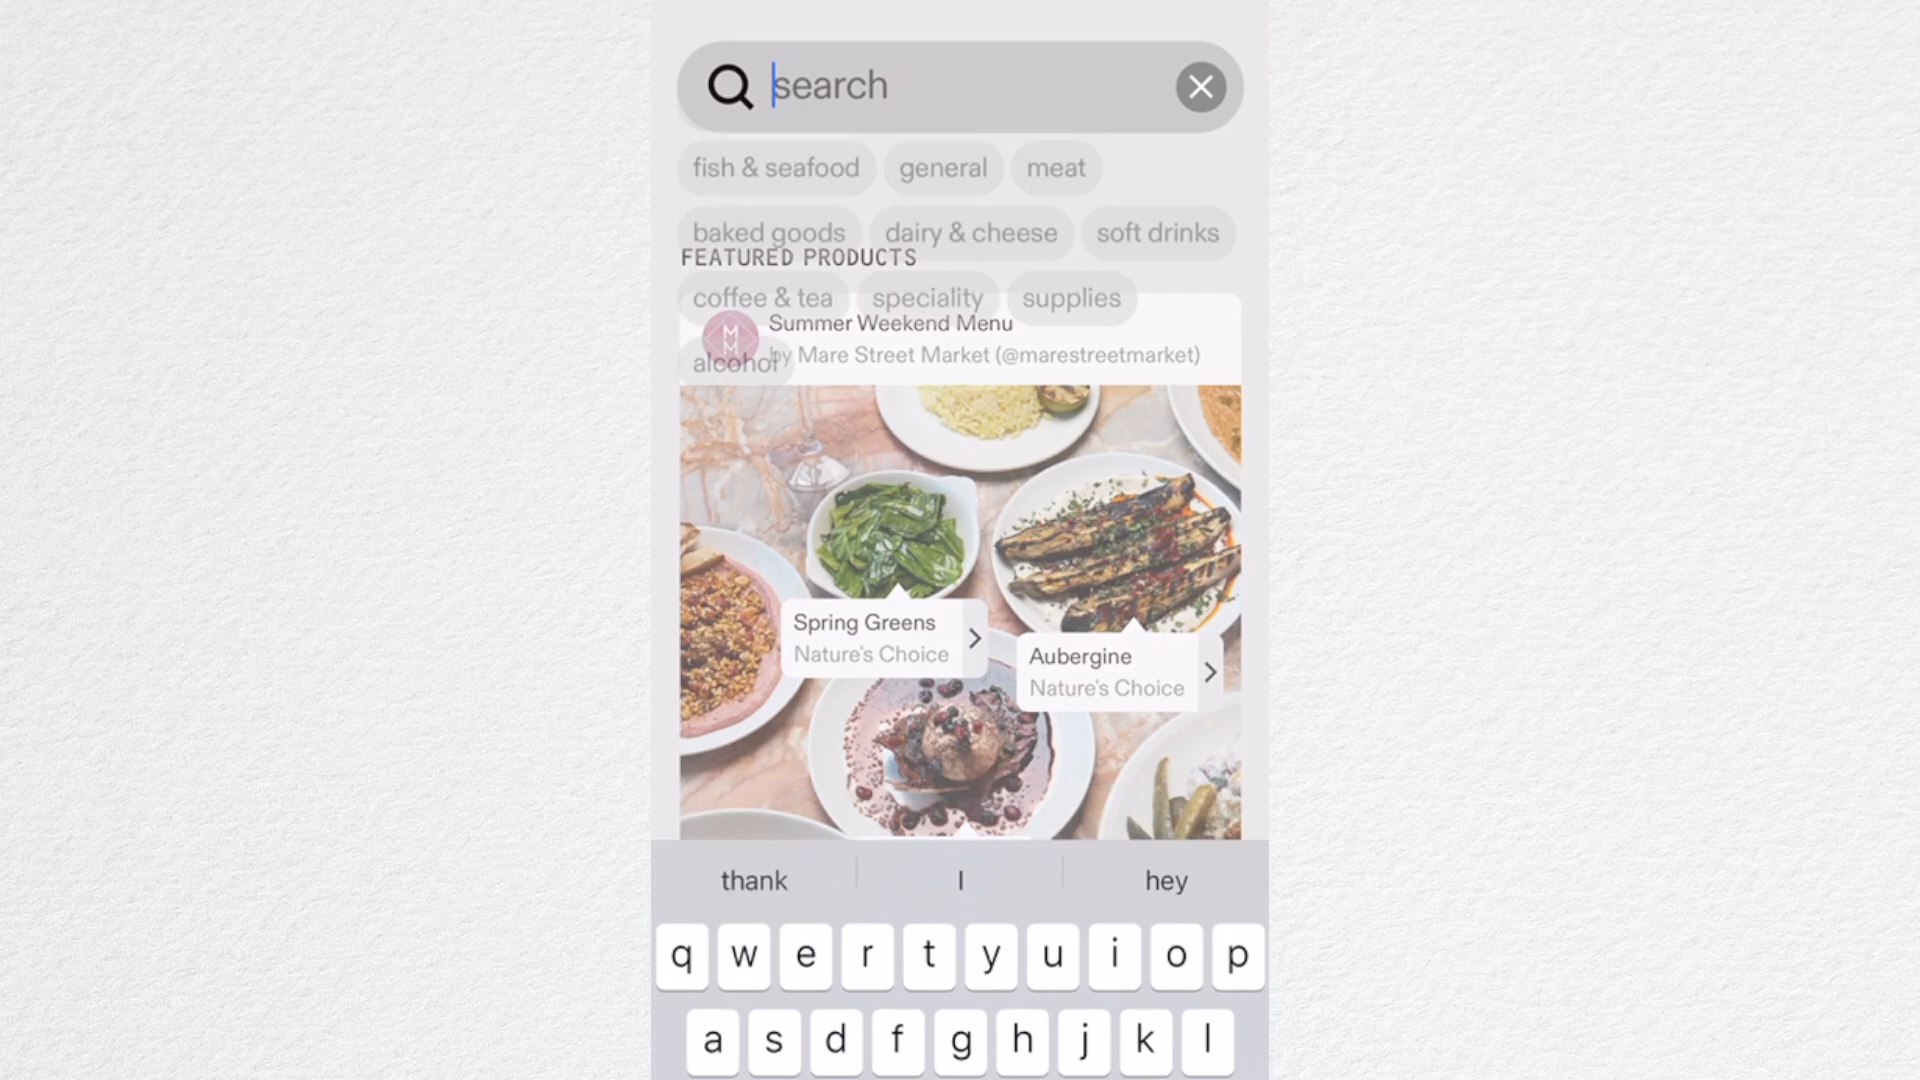 search
fish & seafood general meat
baked goods dairy & cheese soft drinks
FEATURED PRODUCTS
coffee & tea speciality supplies
M
M
Summer Weekend Menu
alcohol
by Mare Street Market (@marestreetmarket)
Spring Greens
Nature's Choice
Aubergine
Nature's Choice
thank I hey
q w e r t y u i o p
a s d f g h j k l